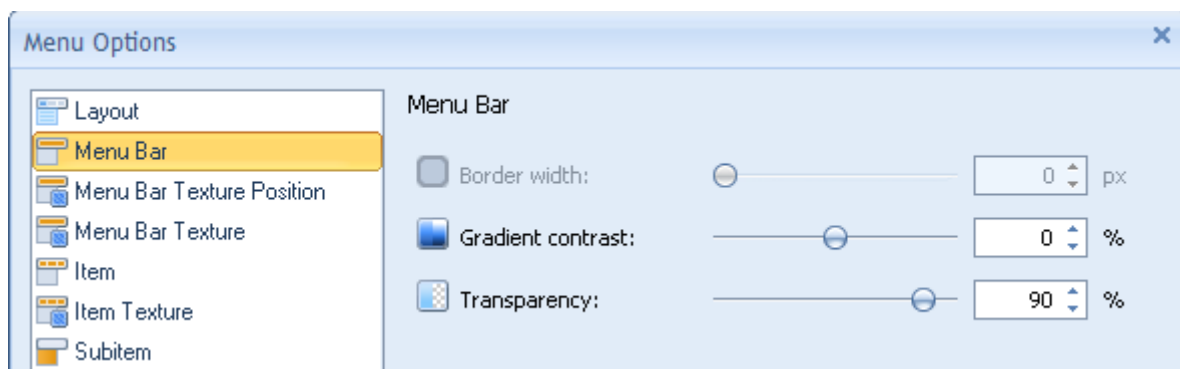 Menu Options
Layout
Menu Bar
Menu Bar Texture Position
Menu Bar Texture
Item
Item Texture
Subitem
Menu Bar
Border width: 0 px
Gradient contrast: 0 %
Transparency: 90 %